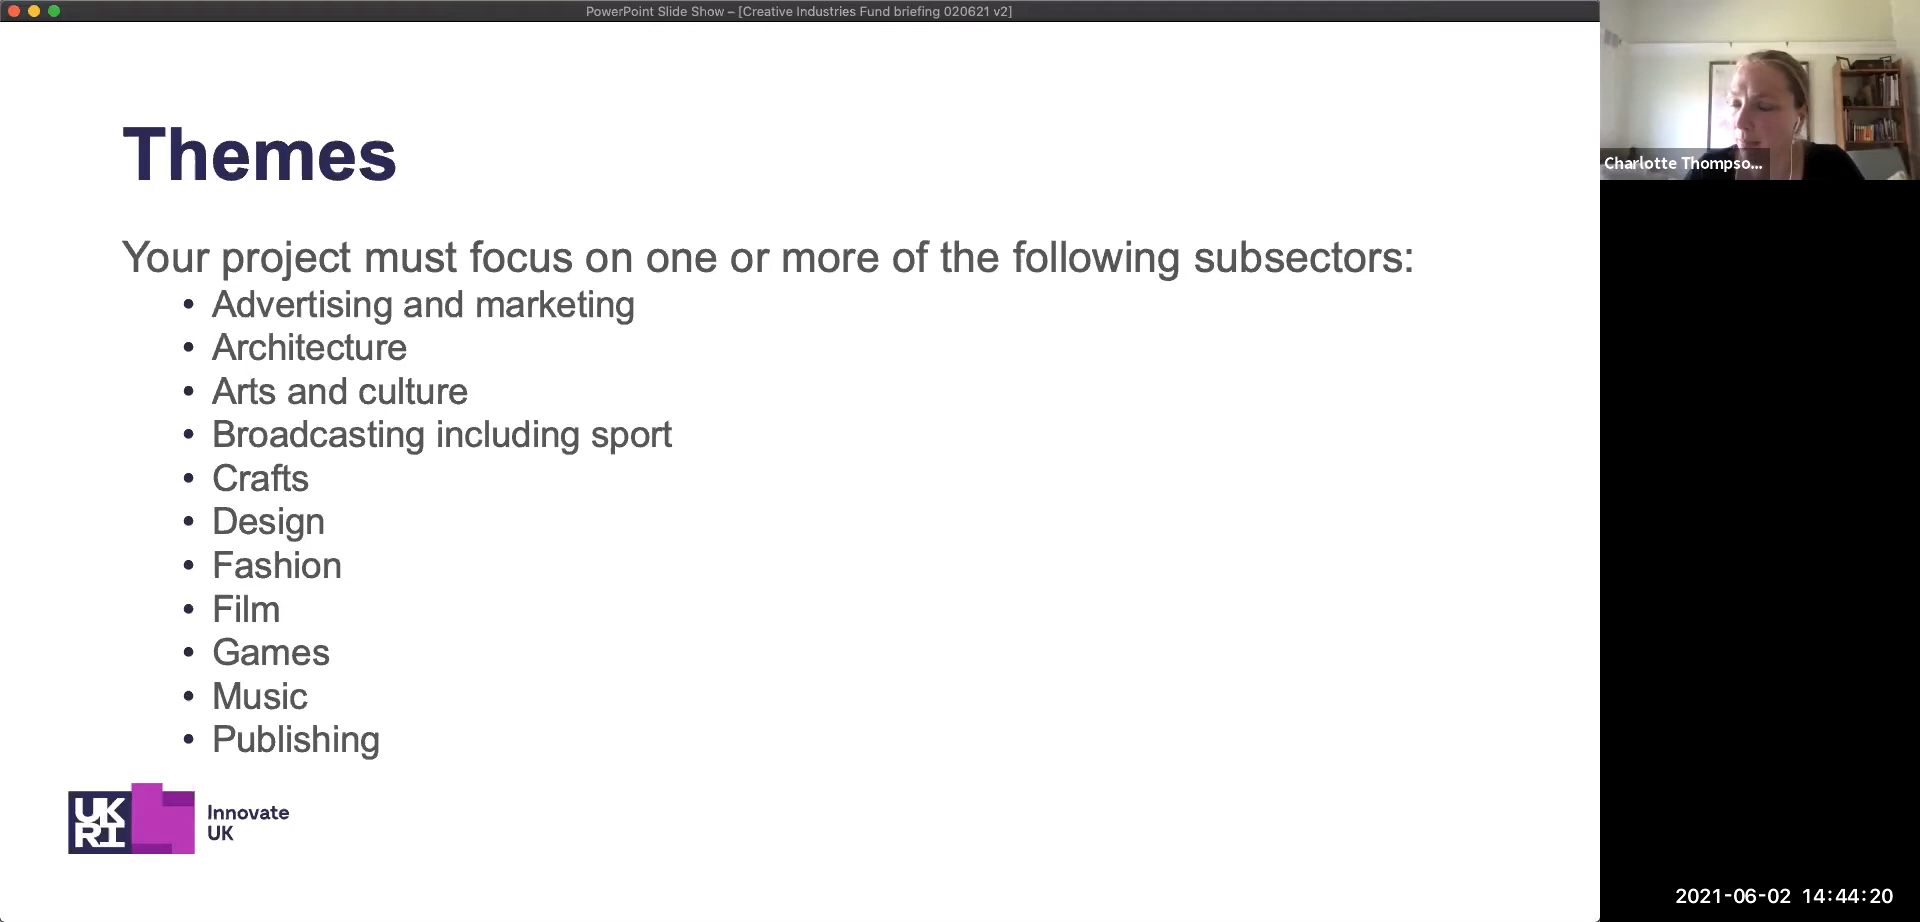 PowerPoint Slide Show – [Creative Industries Fund briefing 020621 v2]
Themes
Your project must focus on one or more of the following subsectors:
• Advertising and marketing
• Architecture
• Arts and culture
• Broadcasting including sport
• Crafts
• Design
• Fashion
• Film
• Games
• Music
• Publishing
UK
RI
Innovate
UK
Charlotte Thompso...
2021-06-02 14:44:20